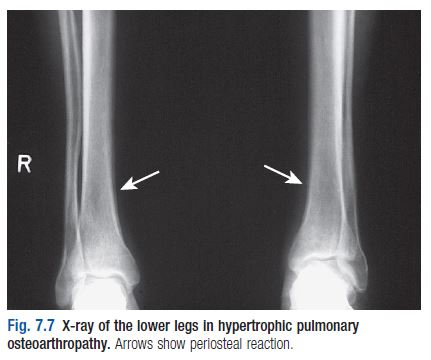 R
Fig. 7.7 X-ray of the lower legs in hypertrophic pulmonary
osteoarthropathy. Arrows show periosteal reaction.